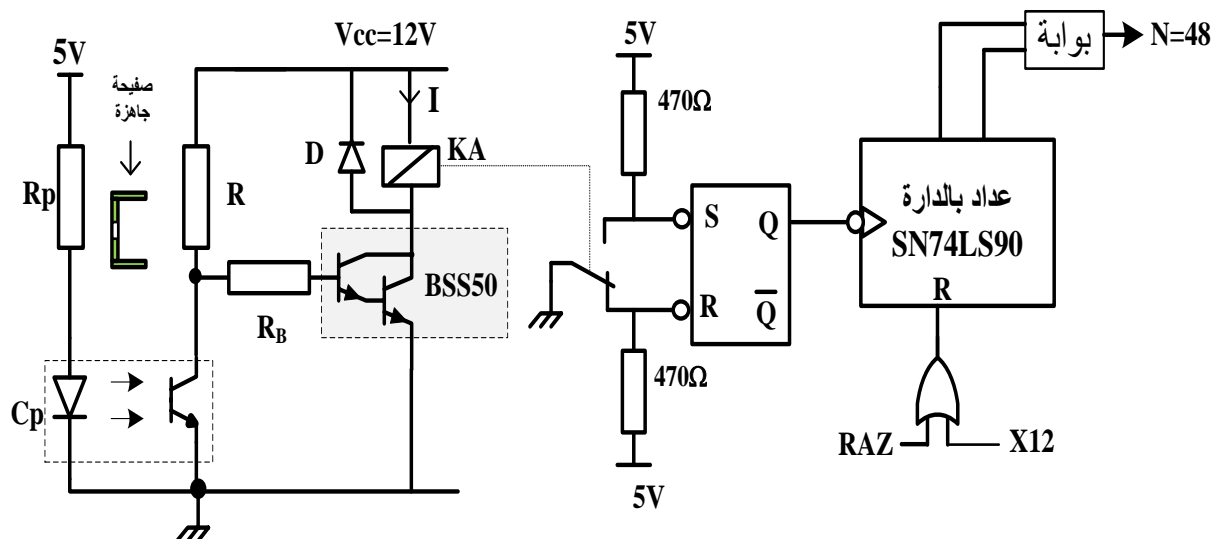 5V
صفيحة
جاهزة
Rp
Cp
Vcc=12V
R
D
I
KA
R_B
BSS50
5V
470Ω
S
Q
R
Q̅
470Ω
5V
عداد بالدارة
SN74LS90
R
RAZ
X12
بوابة
N=48